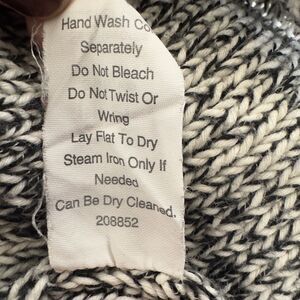 Hand Wash Co
Separately
Do Not Bleach
Do Not Twist Or
Wring
Lay Flat To Dry
Steam Iron Only If
Needed
Can Be Dry Cleaned.
208852